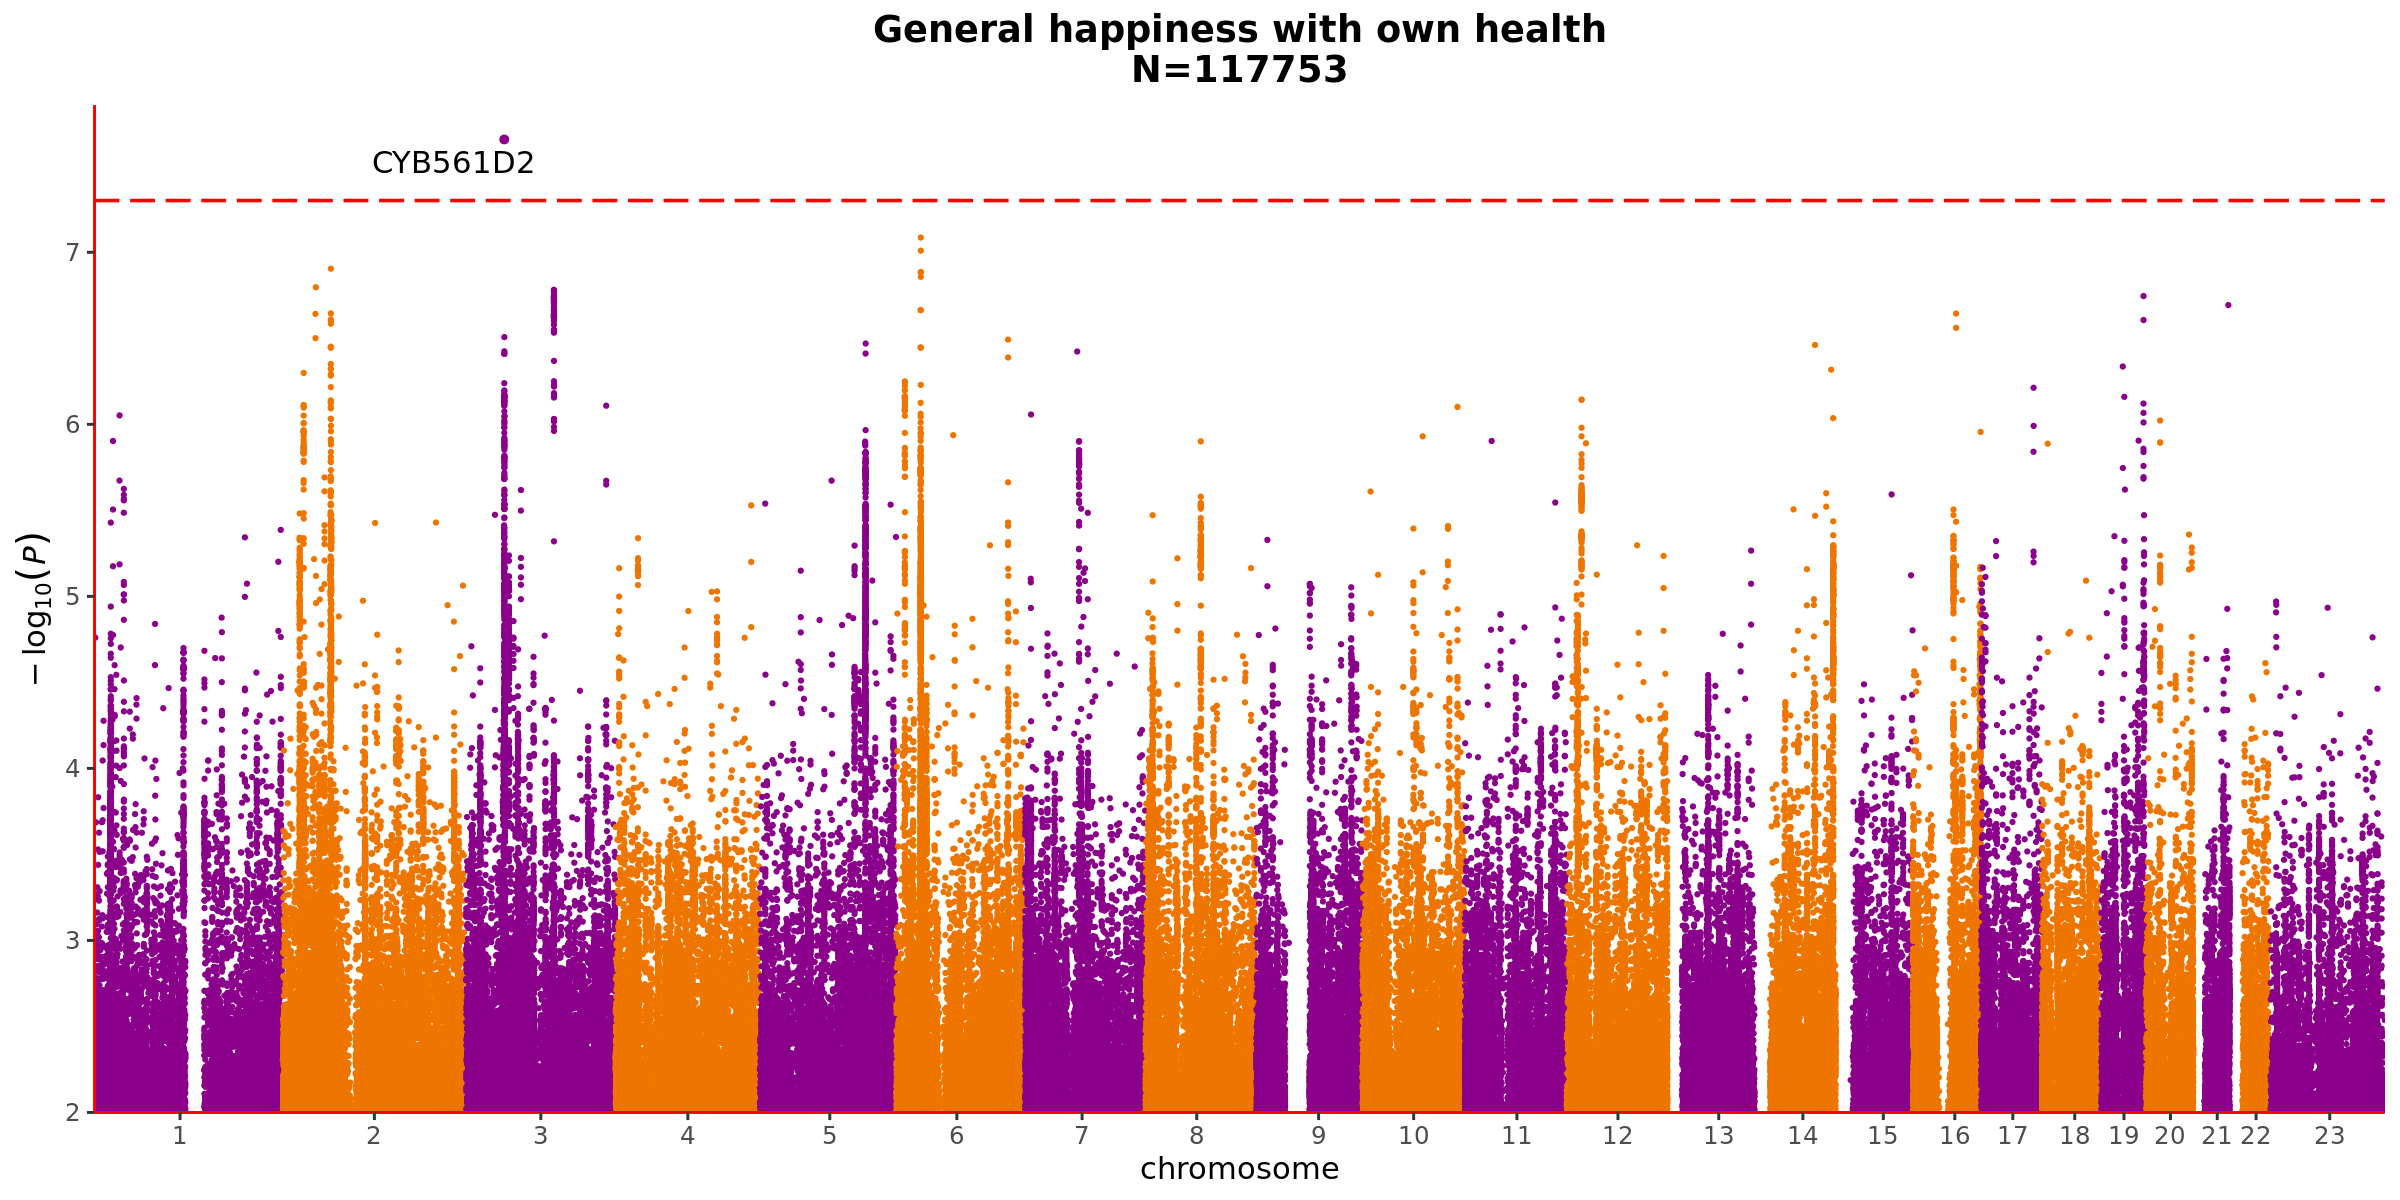 General happiness with own health
N=117753
CYB561D2
7
6
5
4
3
2
−log10(P)
1 2 3 4 5 6 7 8 9 10 11 12 13 14 15 16 17 18 19 20 21 22 23
chromosome